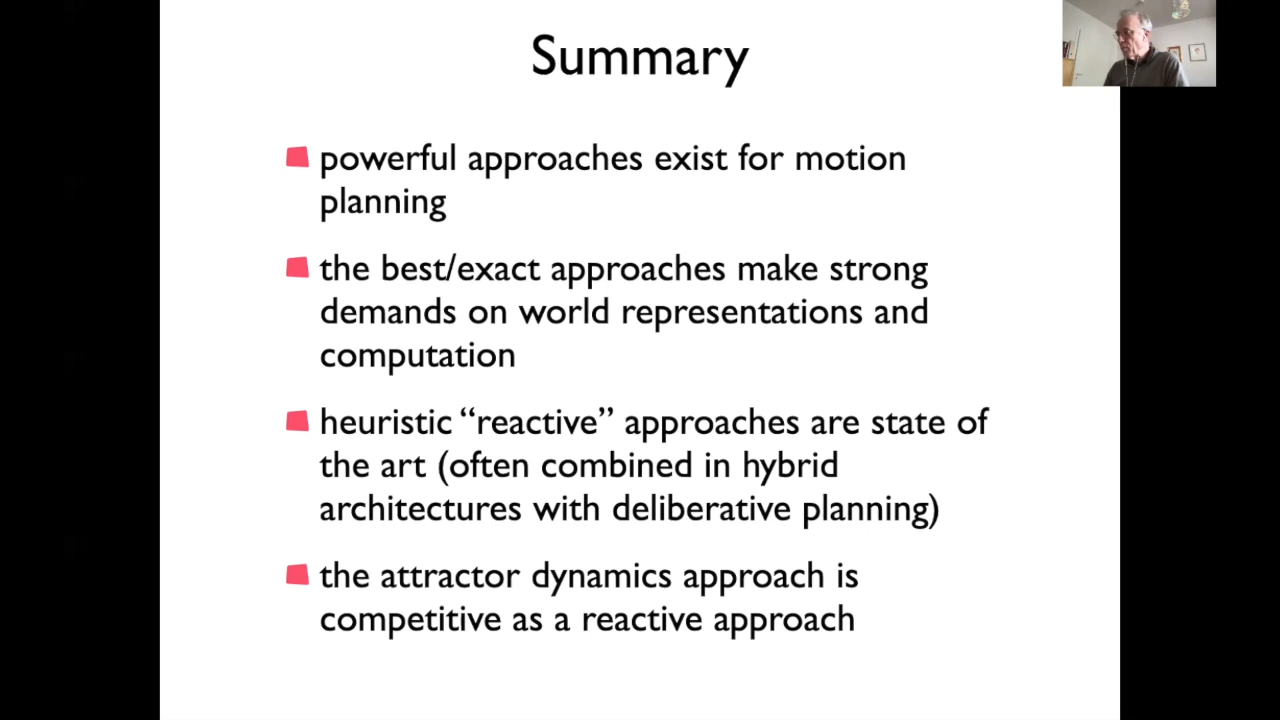 Summary
powerful approaches exist for motion
planning
the best/exact approaches make strong
demands on world representations and
computation
heuristic “reactive” approaches are state of
the art (often combined in hybrid
architectures with deliberative planning)
the attractor dynamics approach is
competitive as a reactive approach